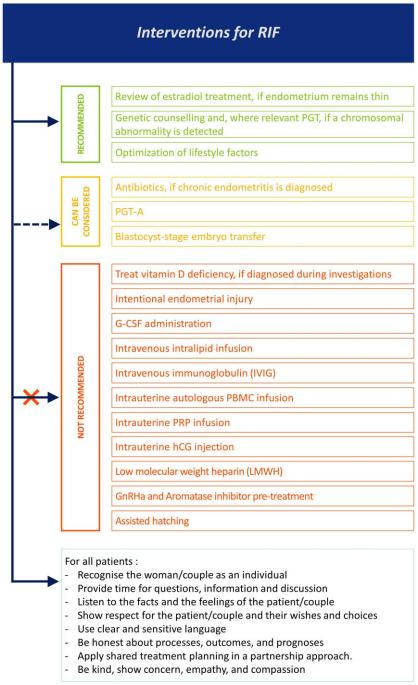 Interventions for RIF
RECOMMENDED
Review of estradiol treatment, if endometrium remains thin
Genetic counselling and, where relevant PGT, if a chromosomal
abnormality is detected
Optimization of lifestyle factors
CAN BE
CONSIDERED
Antibiotics, if chronic endometritis is diagnosed
PGT-A
Blastocyst-stage embryo transfer
NOT RECOMMENDED
Treat vitamin D deficiency, if diagnosed during investigations
Intentional endometrial injury
G-CSF administration
Intravenous intralipid infusion
Intravenous immunoglobulin (IVIG)
Intrauterine autologous PBMC infusion
Intrauterine PRP infusion
Intrauterine hCG injection
Low molecular weight heparin (LMWH)
GnRHa and Aromatase inhibitor pre-treatment
Assisted hatching
For all patients :
- Recognise the woman/couple as an individual
- Provide time for questions, information and discussion
- Listen to the facts and the feelings of the patient/couple
- Show respect for the patient/couple and their wishes and choices
- Use clear and sensitive language
- Be honest about processes, outcomes, and prognoses
- Apply shared treatment planning in a partnership approach.
- Be kind, show concern, empathy, and compassion